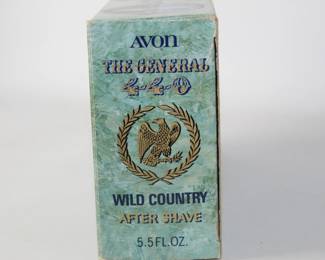 AVON
THE GENERAL
4-4-0
WILD COUNTRY
AFTER SHAVE
5.5 FL. OZ.